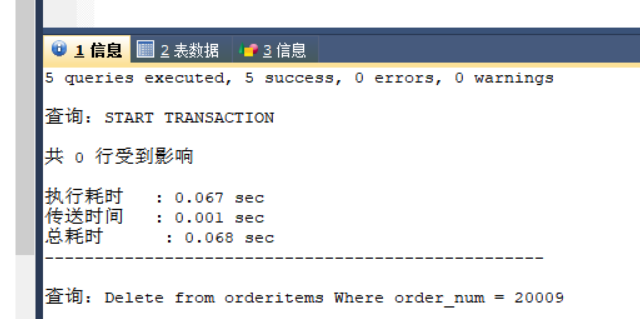 1 信息 2 表数据 3 信息
5 queries executed, 5 success, 0 errors, 0 warnings
查询：START TRANSACTION
共 0 行受到影响
执行耗时 : 0.067 sec
传送时间 : 0.001 sec
总耗时 : 0.068 sec
--------------------------------------------------
查询：Delete from orderitems Where order_num = 20009